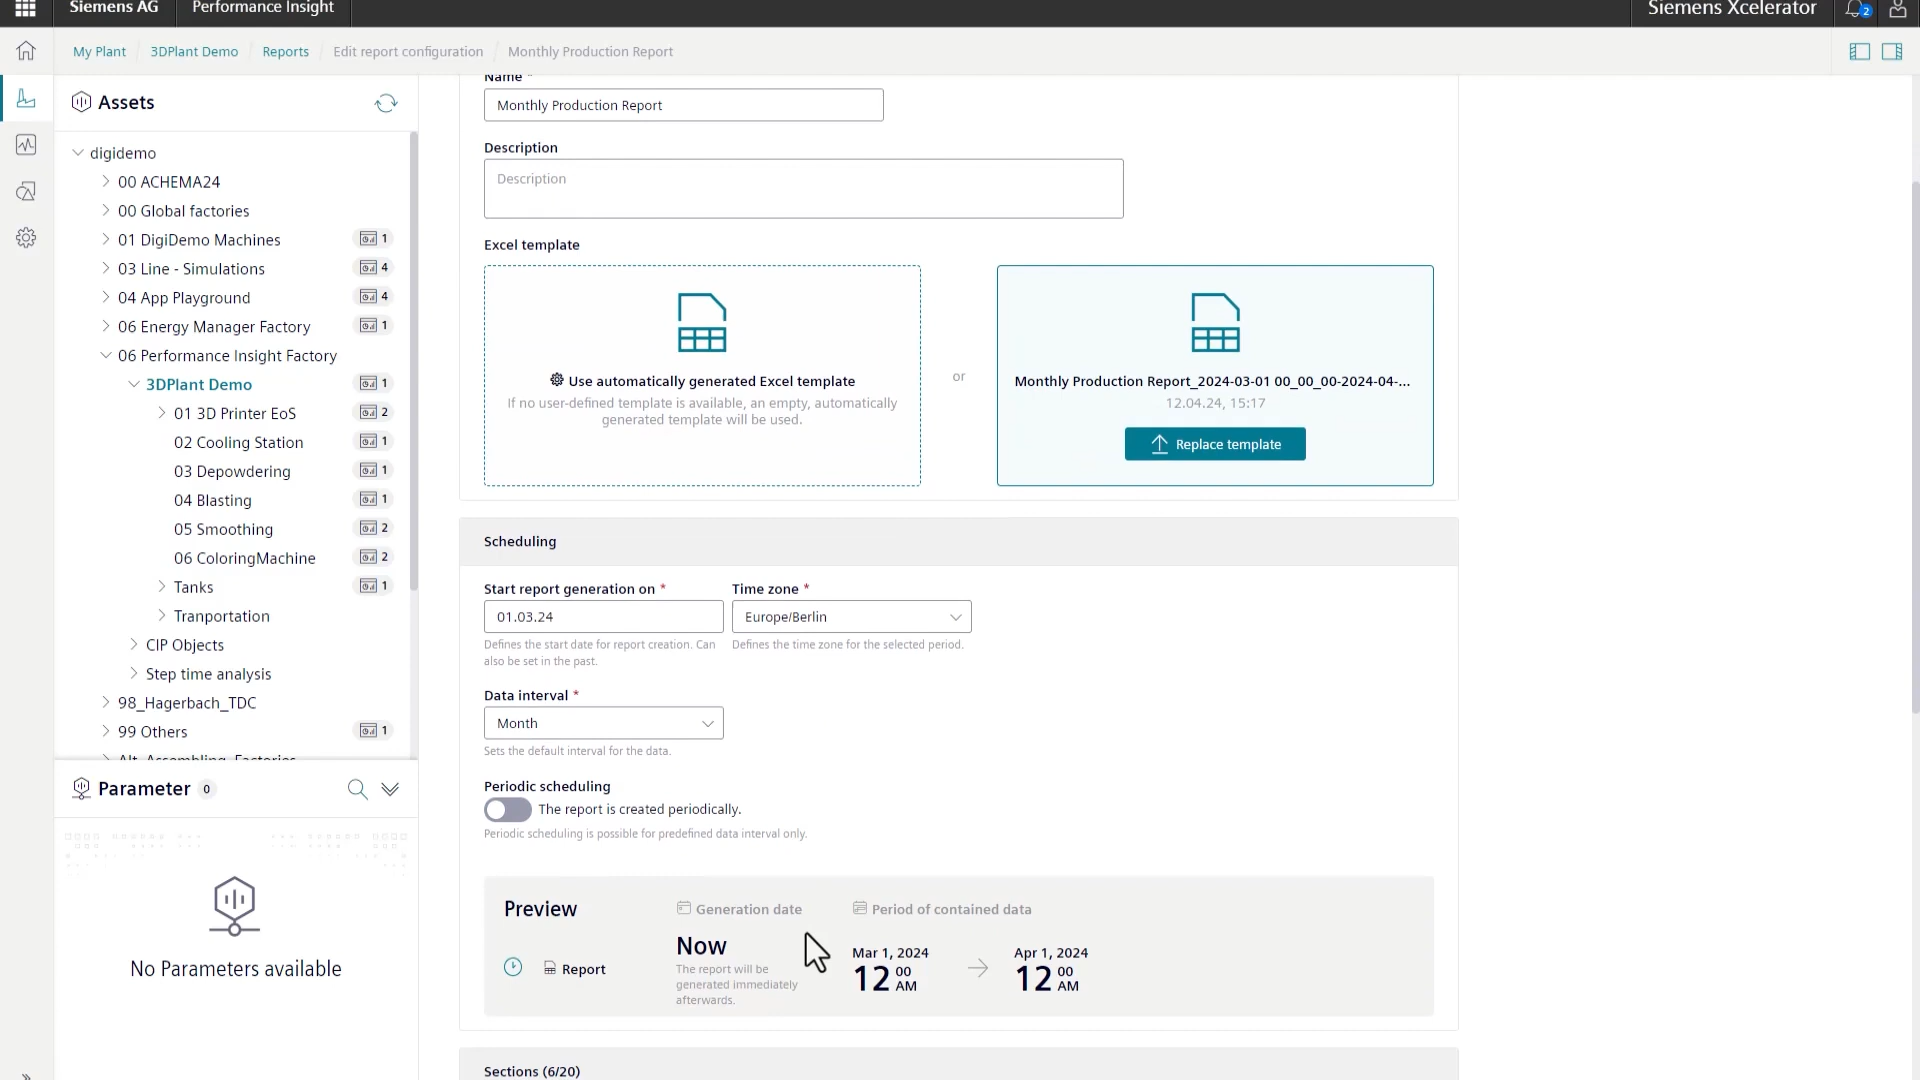 Siemens AG
Performance Insight
Siemens Xcelerator
2
My Plant
3DPlant Demo
Reports
Edit report configuration
Monthly Production Report
Assets
digidemo
00 ACHEMA24
00 Global factories
01 DigiDemo Machines 1
03 Line - Simulations 4
04 App Playground 4
06 Energy Manager Factory 1
06 Performance Insight Factory
3DPlant Demo 1
01 3D Printer EoS 2
02 Cooling Station 1
03 Depowdering 1
04 Blasting 1
05 Smoothing 2
06 ColoringMachine 2
Tanks 1
Tranportation
CIP Objects
Step time analysis
98_Hagerbach_TDC
99 Others 1
Alt_Assembling_Factories
Parameter 0
No Parameters available
Name *
Monthly Production Report
Description
Description
Excel template
Use automatically generated Excel template
If no user-defined template is available, an empty, automatically
generated template will be used.
or
Monthly Production Report_2024-03-01 00_00_00-2024-04-...
12.04.24, 15:17
Replace template
Scheduling
Start report generation on *
01.03.24
Defines the start date for report creation. Can
also be set in the past.
Time zone *
Europe/Berlin
Defines the time zone for the selected period.
Data interval *
Month
Sets the default interval for the data.
Periodic scheduling
The report is created periodically.
Periodic scheduling is possible for predefined data interval only.
Preview
Generation date
Period of contained data
Report
Now
The report will be
generated immediately
afterwards.
Mar 1, 2024
12 00 AM
Apr 1, 2024
12 00 AM
Sections (6/20)